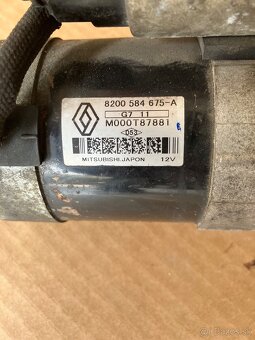 8200 584 675-A
G7 11
M000T87881
<D53>
MITSUBISHI,JAPON 12V